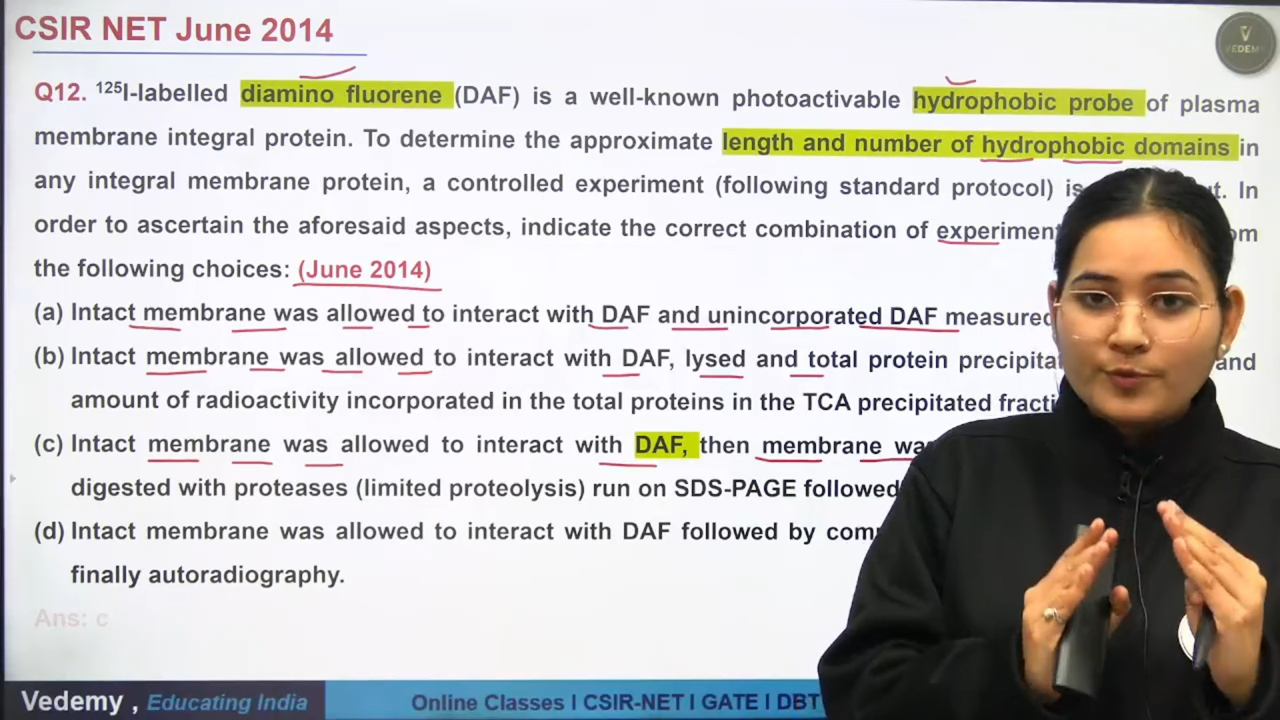 CSIR NET June 2014
VEDEMY
Q12. ¹²⁵I-labelled diamino fluorene (DAF) is a well-known photoactivable hydrophobic probe of plasma
membrane integral protein. To determine the approximate length and number of hydrophobic domains in
any integral membrane protein, a controlled experiment (following standard protocol) is t. In
order to ascertain the aforesaid aspects, indicate the correct combination of experiment om
the following choices: (June 2014)
(a) Intact membrane was allowed to interact with DAF and unincorporated DAF measured
(b) Intact membrane was allowed to interact with DAF, lysed and total protein precipita and
amount of radioactivity incorporated in the total proteins in the TCA precipitated fracti
(c) Intact membrane was allowed to interact with DAF, then membrane wa
digested with proteases (limited proteolysis) run on SDS-PAGE followed
(d) Intact membrane was allowed to interact with DAF followed by com
finally autoradiography.
Ans: c
Vedemy , Educating India
Online Classes I CSIR-NET I GATE I DBT